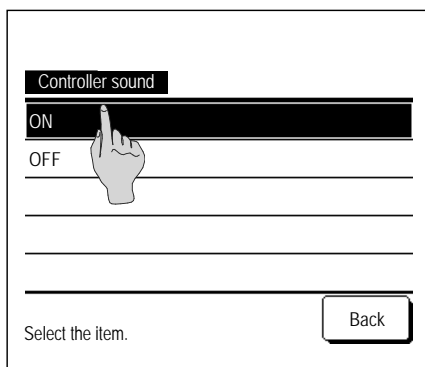 Controller sound
ON
OFF
Select the item.
Back